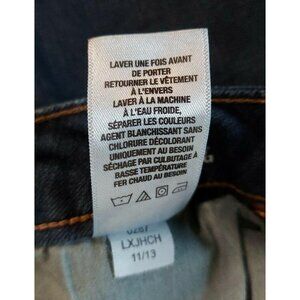 LAVER UNE FOIS AVANT
DE PORTER
RETOURNER LE VÊTEMENT
À L'ENVERS
LAVER À LA MACHINE
À L'EAU FROIDE,
SÉPARER LES COULEURS
AGENT BLANCHISSANT SANS
CHLORURE DÉCOLORANT
UNIQUEMENT AU BESOIN
SÉCHAGE PAR CULBUTAGE À
BASSE TEMPÉRATURE
FER CHAUD AU BESOIN
0287
LXJHCH
11/13